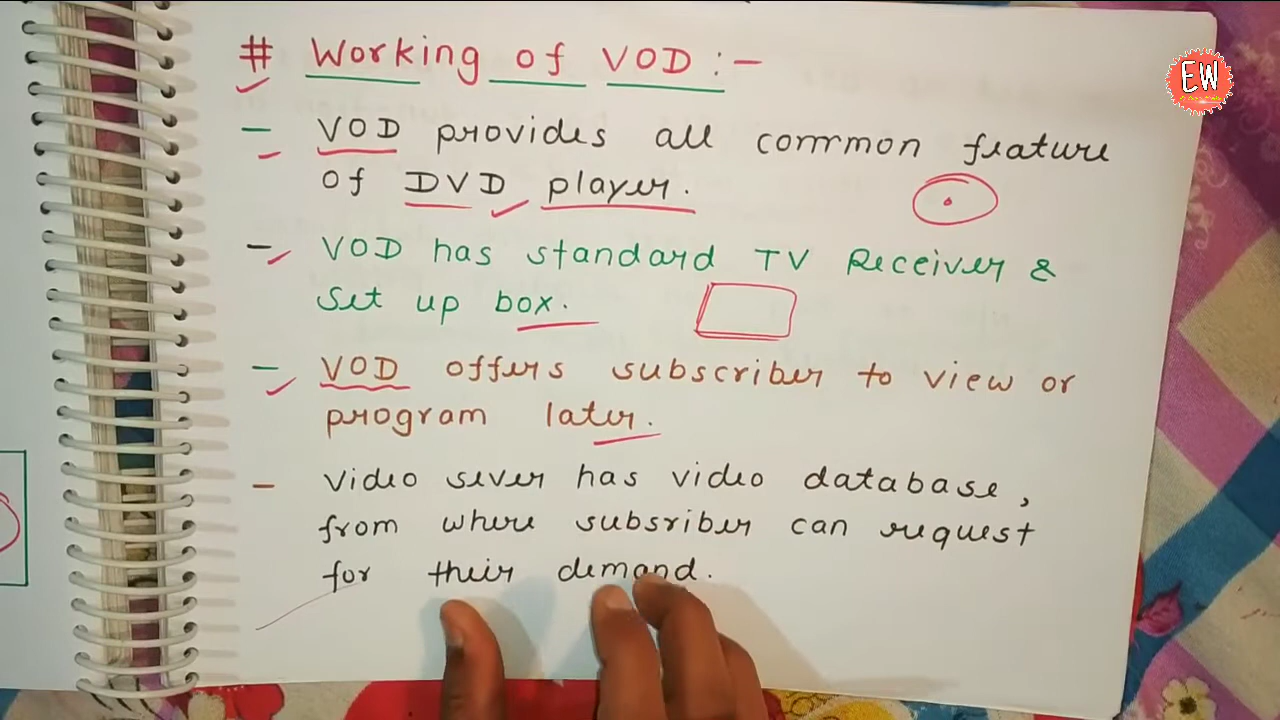 # Working of VOD :-
EW
- VOD provides all common feature
of DVD player.
- VOD has standard TV Receiver &
Set up box.
- VOD offers subscriber to view or
program later.
- Video sever has video database,
from where subsriber can request
for their demand.